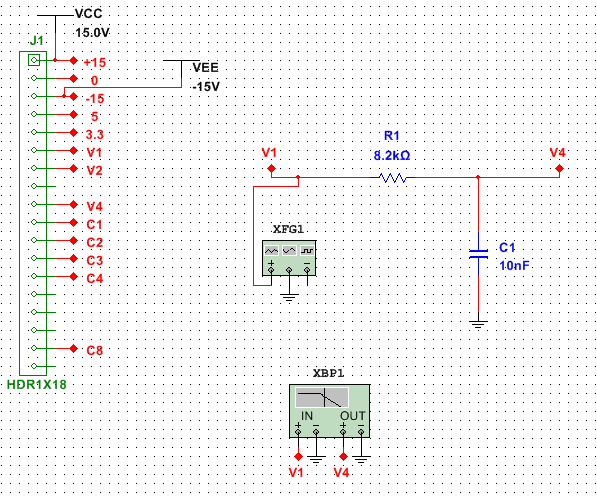 VCC
15.0V
J1
+15
0
-15
5
3.3
V1
V2
V4
C1
C2
C3
C4
C8
HDR1X18
VEE
-15V
V1
R1
8.2kΩ
V4
XFG1
+ −
C1
10nF
XBP1
IN OUT
+ − + −
V1 V4